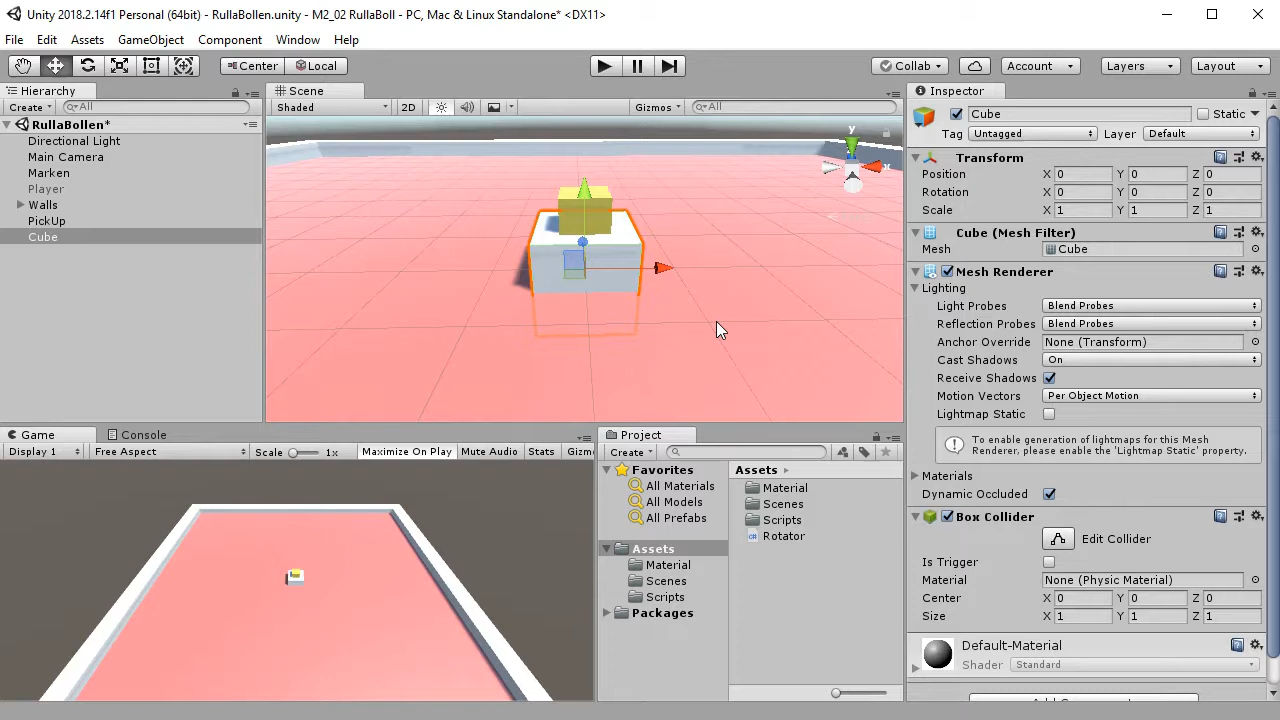 Unity 2018.2.14f1 Personal (64bit) - RullaBollen.unity - M2_02 RullaBoll - PC, Mac & Linux Standalone* <DX11>
File Edit Assets GameObject Component Window Help
Center Local Collab Account Layers Layout
Hierarchy
Create All
RullaBollen*
Directional Light
Main Camera
Marken
Player
Walls
PickUp
Cube
Scene
Shaded 2D Gizmos All
y
x
Game Console
Display 1 Free Aspect Scale 1x Maximize On Play Mute Audio Stats Gizm
Project
Create
Favorites
All Materials
All Models
All Prefabs
Assets
Material
Scenes
Scripts
Packages
Assets
Material
Scenes
Scripts
Rotator
Inspector
Cube Static
Tag Untagged Layer Default
Transform
Position X 0 Y 0 Z 0
Rotation X 0 Y 0 Z 0
Scale X 1 Y 1 Z 1
Cube (Mesh Filter)
Mesh Cube
Mesh Renderer
Lighting
Light Probes Blend Probes
Reflection Probes Blend Probes
Anchor Override None (Transform)
Cast Shadows On
Receive Shadows
Motion Vectors Per Object Motion
Lightmap Static
To enable generation of lightmaps for this Mesh
Renderer, please enable the 'Lightmap Static' property.
Materials
Dynamic Occluded
Box Collider
Edit Collider
Is Trigger
Material None (Physic Material)
Center X 0 Y 0 Z 0
Size X 1 Y 1 Z 1
Default-Material
Shader Standard
Add Component